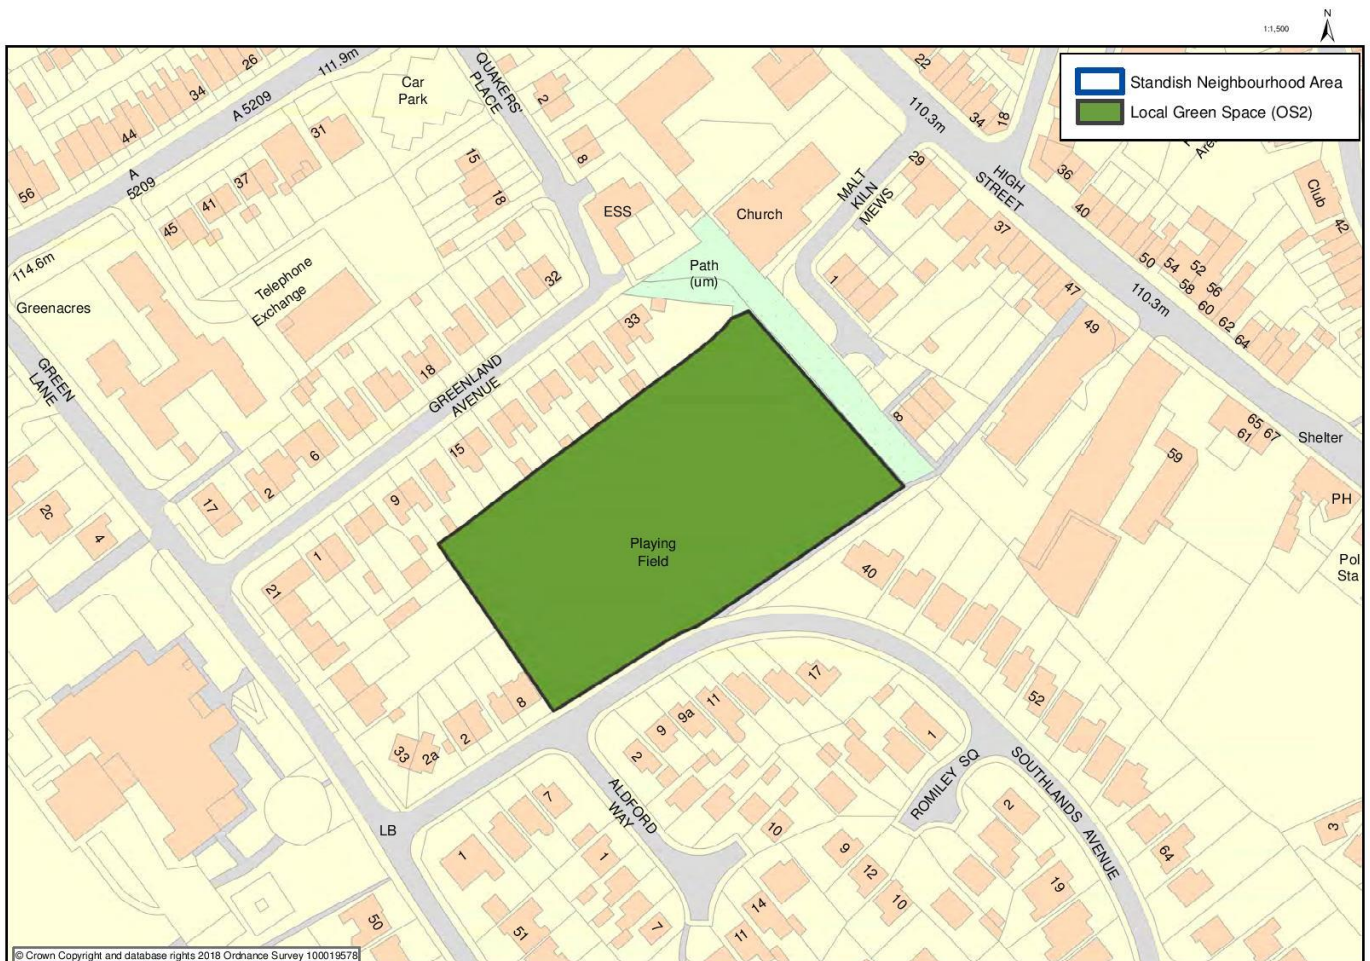 1:1,500
N
Standish Neighbourhood Area
Local Green Space (OS2)
26
111.9m
Car
Park
QUAKERS'
PLACE
2
22
34
A 5209
110.3m
34
18
44
31
8
15
29
36
HIGH
STREET
A
5209
37
18
MALT
KILN
MEWS
Club
56
41
ESS
Church
40
42
45
37
114.6m
Path
(um)
50
54
52
Telephone
Exchange
32
1
58
56
Greenacres
47
110.3m
60
62
33
49
64
GREEN
LANE
18
GREENLAND
AVENUE
8
65 67
61
Shelter
15
6
59
2
9
PH
17
2c
4
Playing
Field
1
Pol
Sta
40
21
17
52
8
11
9a
9
1
2
2
33
2a
ROMILEY SQ
SOUTHLANDS AVENUE
ALDFORD
WAY
7
2
LB
10
3
1
1
9
64
12
19
10
14
50
51
7
11
© Crown Copyright and database rights 2018 Ordnance Survey 100019578